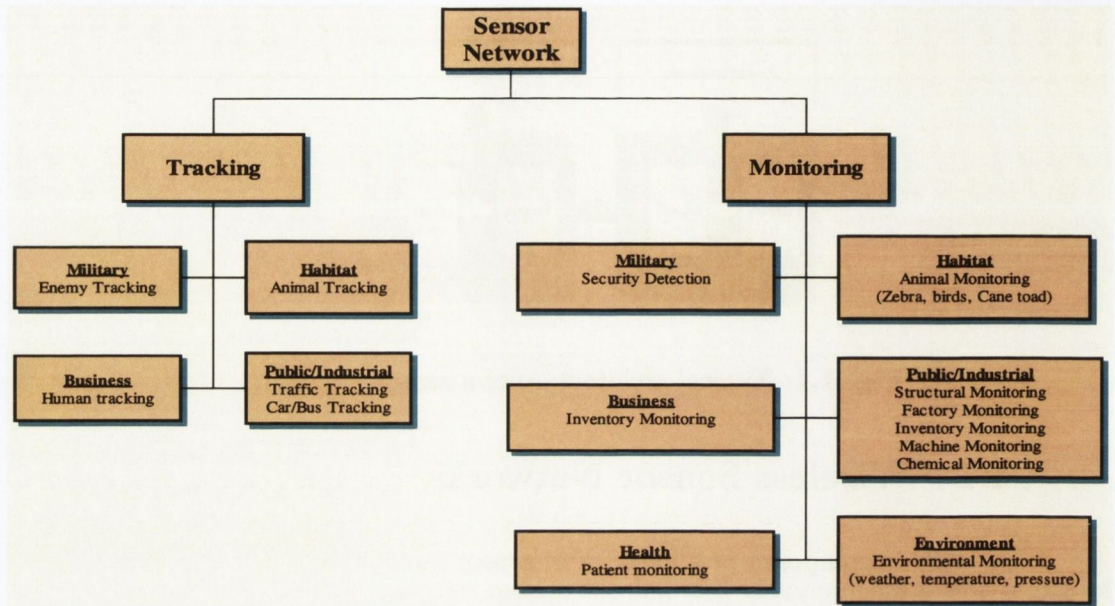 Sensor
Network
Tracking
Monitoring
Military
Enemy Tracking
Habitat
Animal Tracking
Business
Human tracking
Public/Industrial
Traffic Tracking
Car/Bus Tracking
Military
Security Detection
Habitat
Animal Monitoring
(Zebra, birds, Cane toad)
Business
Inventory Monitoring
Public/Industrial
Structural Monitoring
Factory Monitoring
Inventory Monitoring
Machine Monitoring
Chemical Monitoring
Health
Patient monitoring
Environment
Environmental Monitoring
(weather, temperature, pressure)